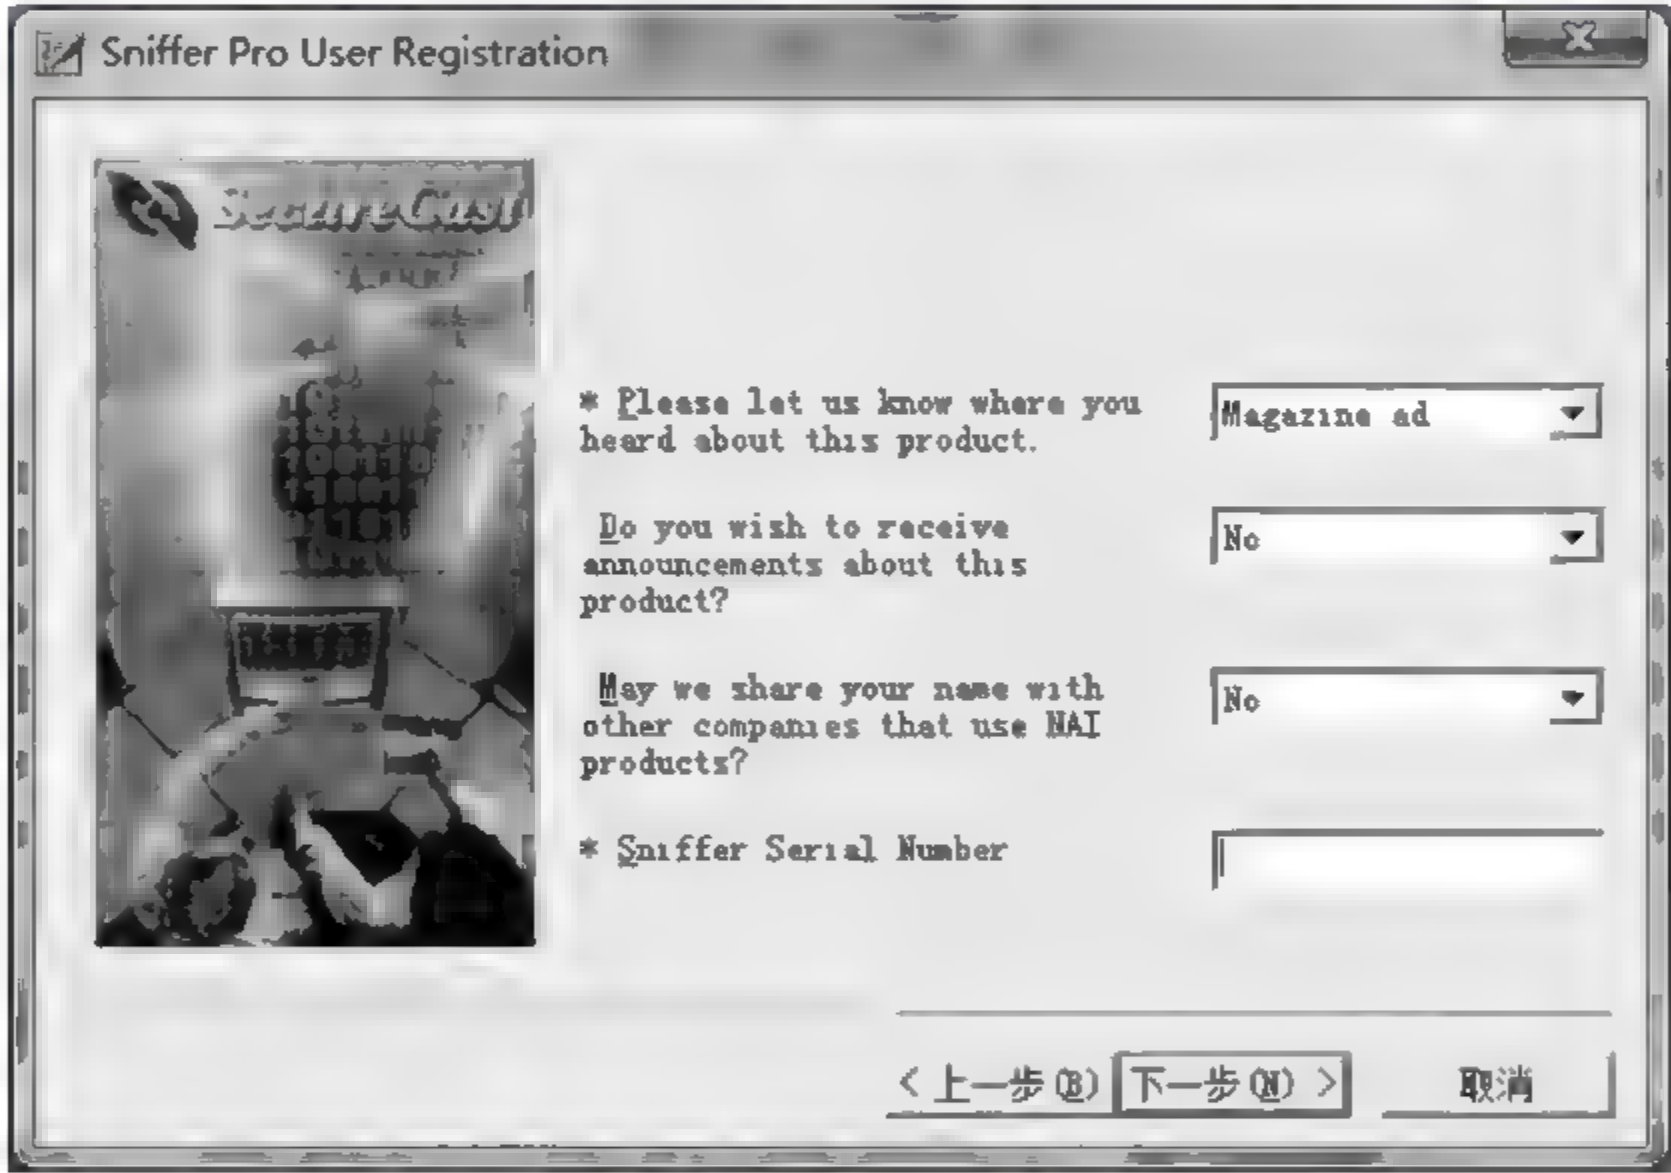 Sniffer Pro User Registration
SecureCast
* Please let us know where you
heard about this product.
Magazine ad
Do you wish to receive
announcements about this
product?
No
May we share your name with
other companies that use NAI
products?
No
* Sniffer Serial Number
< 上一步(B)
下一步(N) >
取消